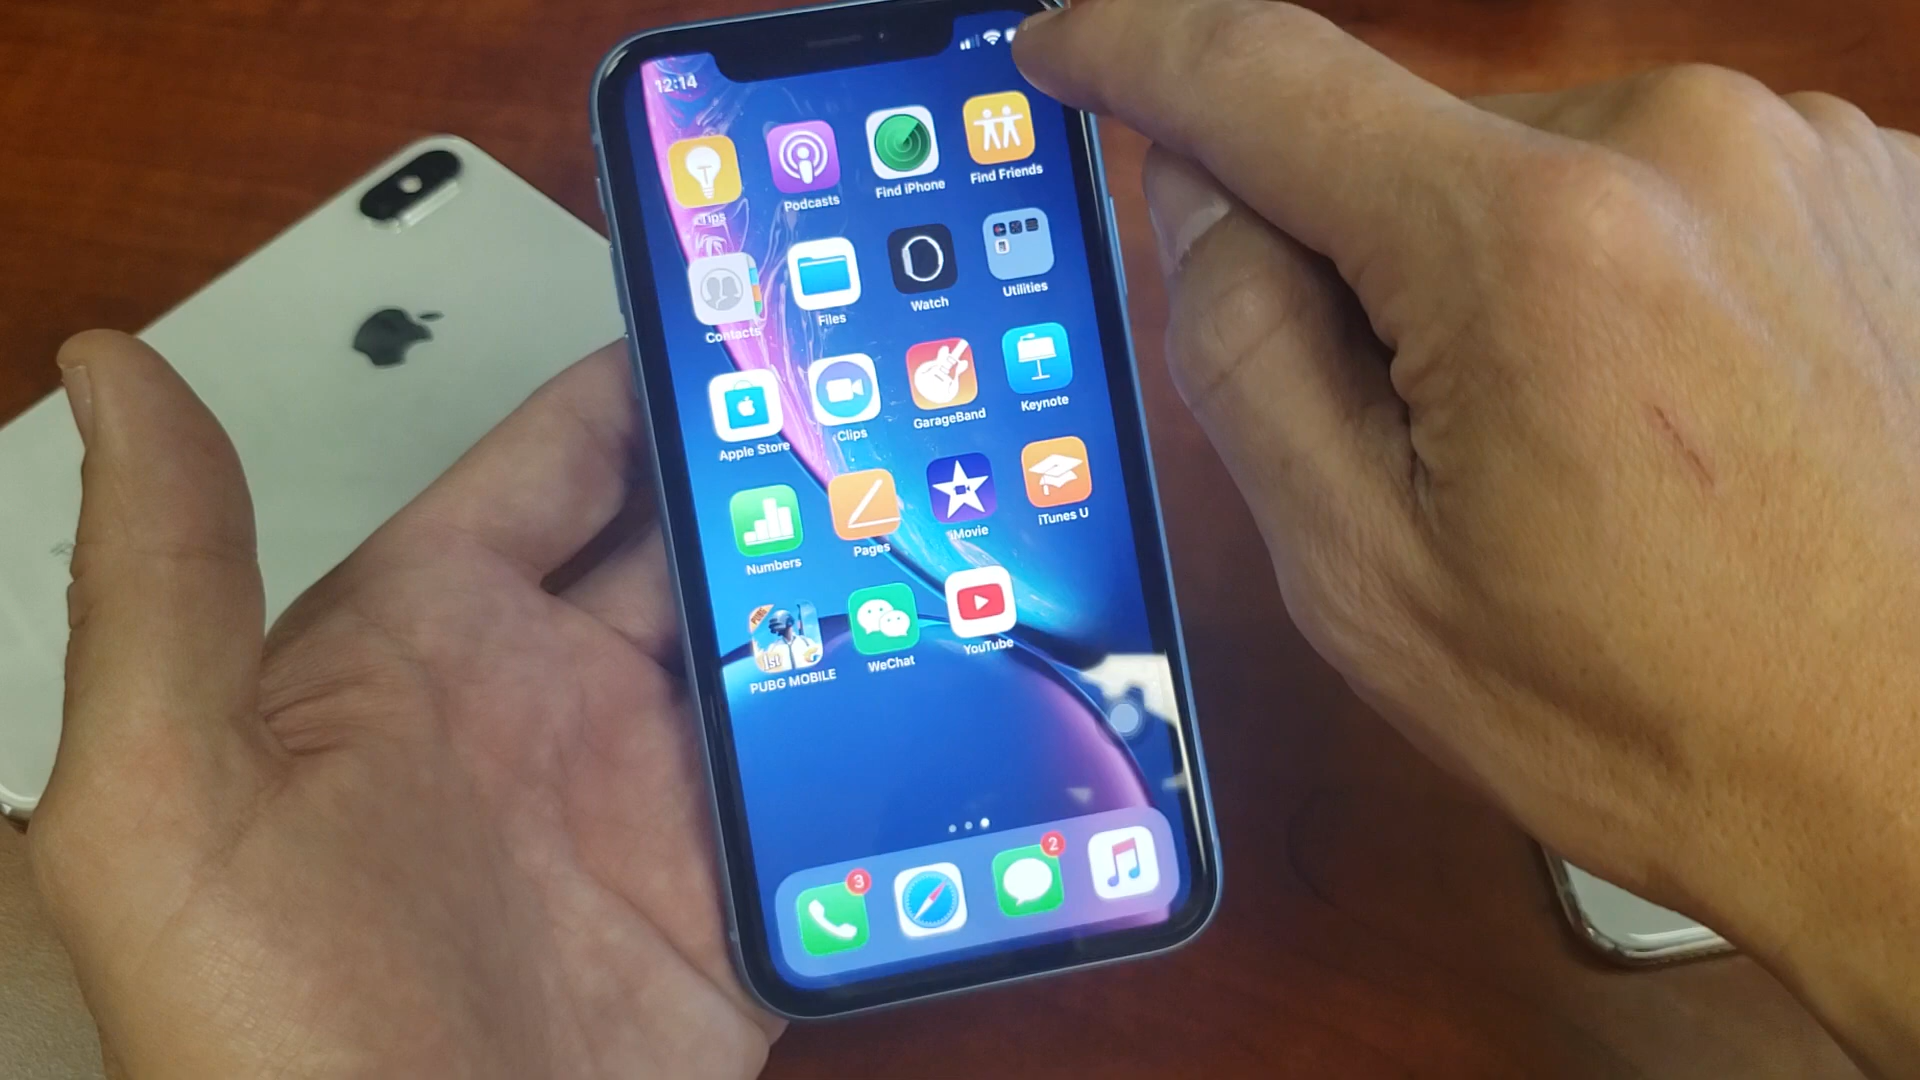 12:14
Tips
Podcasts
Find iPhone
Find Friends
Contacts
Files
Watch
Utilities
Apple Store
Clips
GarageBand
Keynote
Numbers
Pages
iMovie
iTunes U
1st
PUBG MOBILE
WeChat
YouTube
3
2